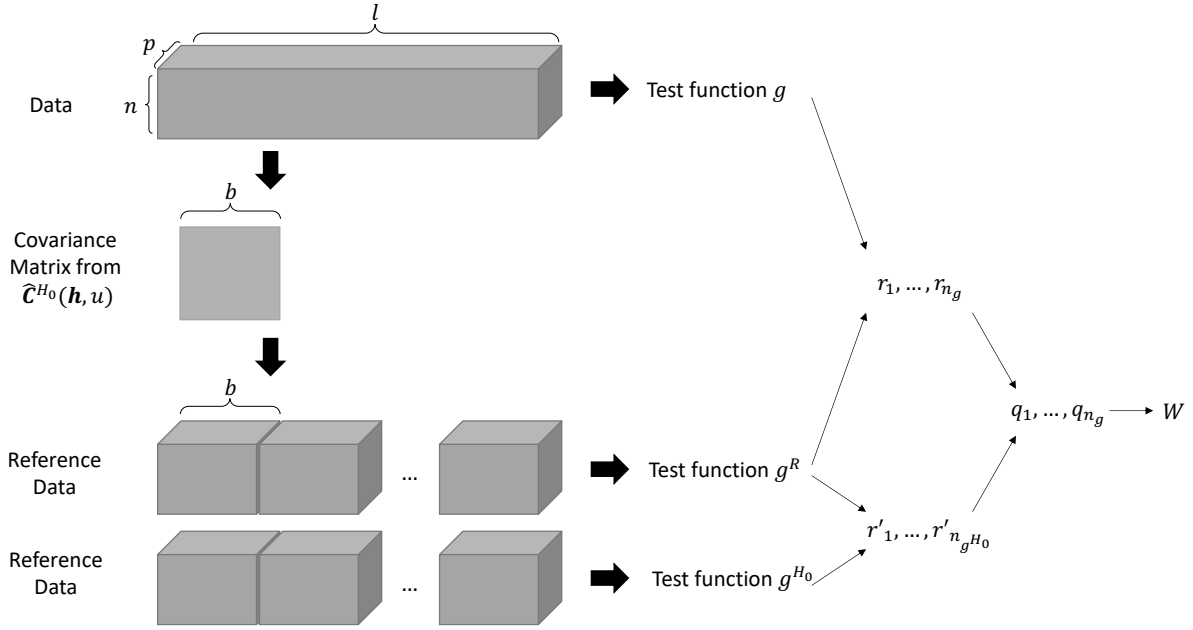 l
p
n
Data
Test function g
b
Covariance
Matrix from
Ĉ^{H_0}(h, u)
r_1, …, r_{n_g}
b
q_1, …, q_{n_g}
W
Reference
Data
...
Test function g^R
r'_1, …, r'_{n_{g^{H_0}}}
Reference
Data
...
Test function g^{H_0}